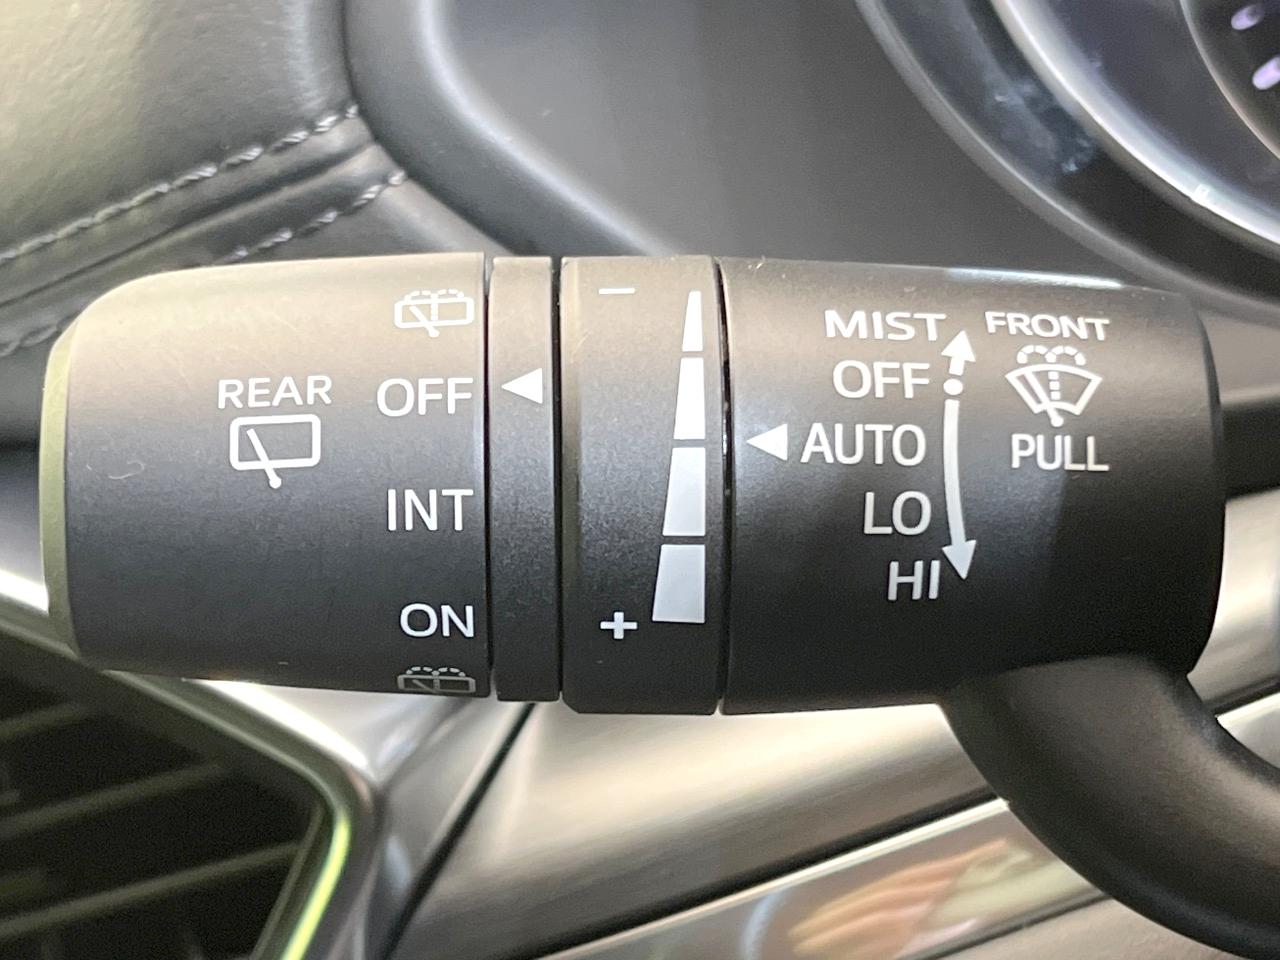 REAR
OFF
INT
ON
−
+
MIST
OFF
AUTO
LO
HI
FRONT
PULL